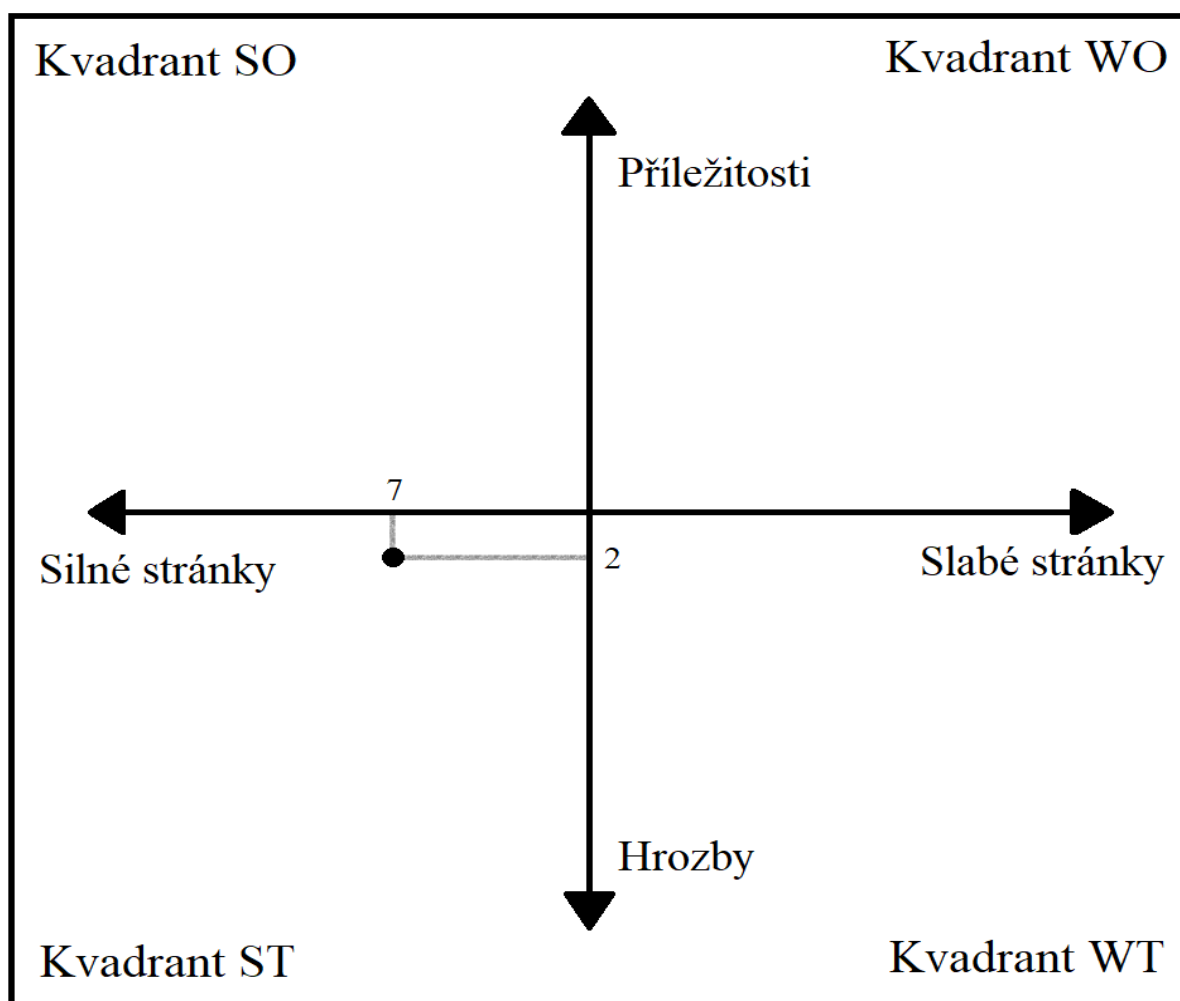 Kvadrant SO
Kvadrant WO
Příležitosti
7
Silné stránky
2
Slabé stránky
Hrozby
Kvadrant ST
Kvadrant WT